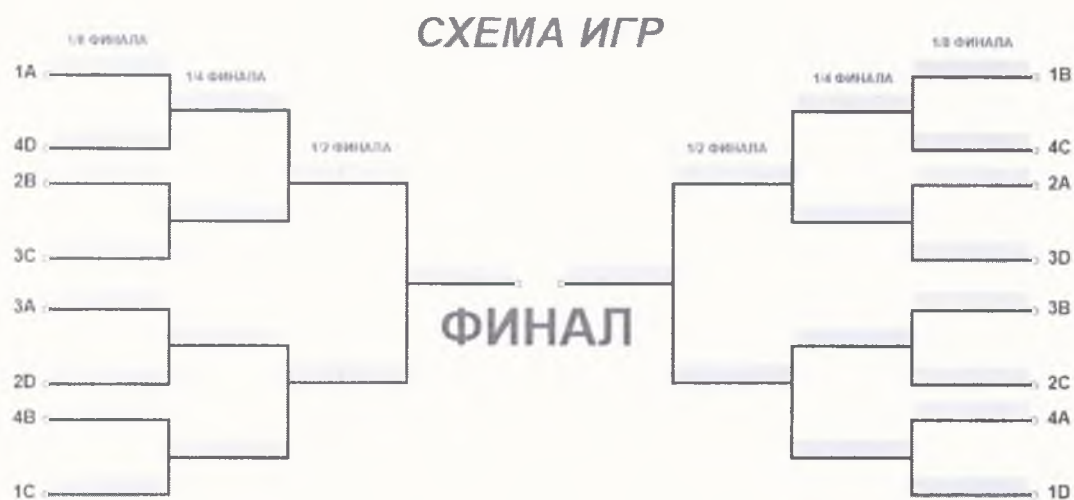 СХЕМА ИГР
1/8 ФИНАЛА
1/8 ФИНАЛА
1A
1/4 ФИНАЛА
1/4 ФИНАЛА
1B
4D
1/2 ФИНАЛА
1/2 ФИНАЛА
4C
2B
2A
3C
3D
3A
ФИНАЛ
3B
2D
2C
4B
4A
1C
1D